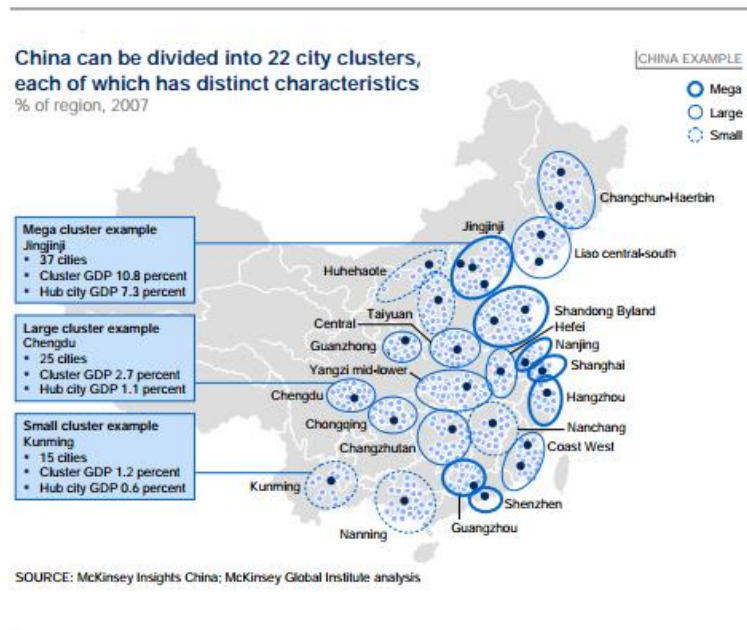 China can be divided into 22 city clusters,
each of which has distinct characteristics
% of region, 2007
CHINA EXAMPLE
Mega
Large
Small
Changchun-Haerbin
Jingjinji
Liao central-south
Mega cluster example
Jingjinji
• 37 cities
• Cluster GDP 10.8 percent
• Hub city GDP 7.3 percent
Huhehaote
Taiyuan
Shandong Byland
Central
Hefei
Guanzhong
Nanjing
Large cluster example
Chengdu
• 25 cities
• Cluster GDP 2.7 percent
• Hub city GDP 1.1 percent
Shanghai
Yangzi mid-lower
Chengdu
Hangzhou
Chongqing
Nanchang
Changzhutan
Coast West
Small cluster example
Kunming
• 15 cities
• Cluster GDP 1.2 percent
• Hub city GDP 0.6 percent
Kunming
Shenzhen
Guangzhou
Nanning
SOURCE: McKinsey Insights China; McKinsey Global Institute analysis